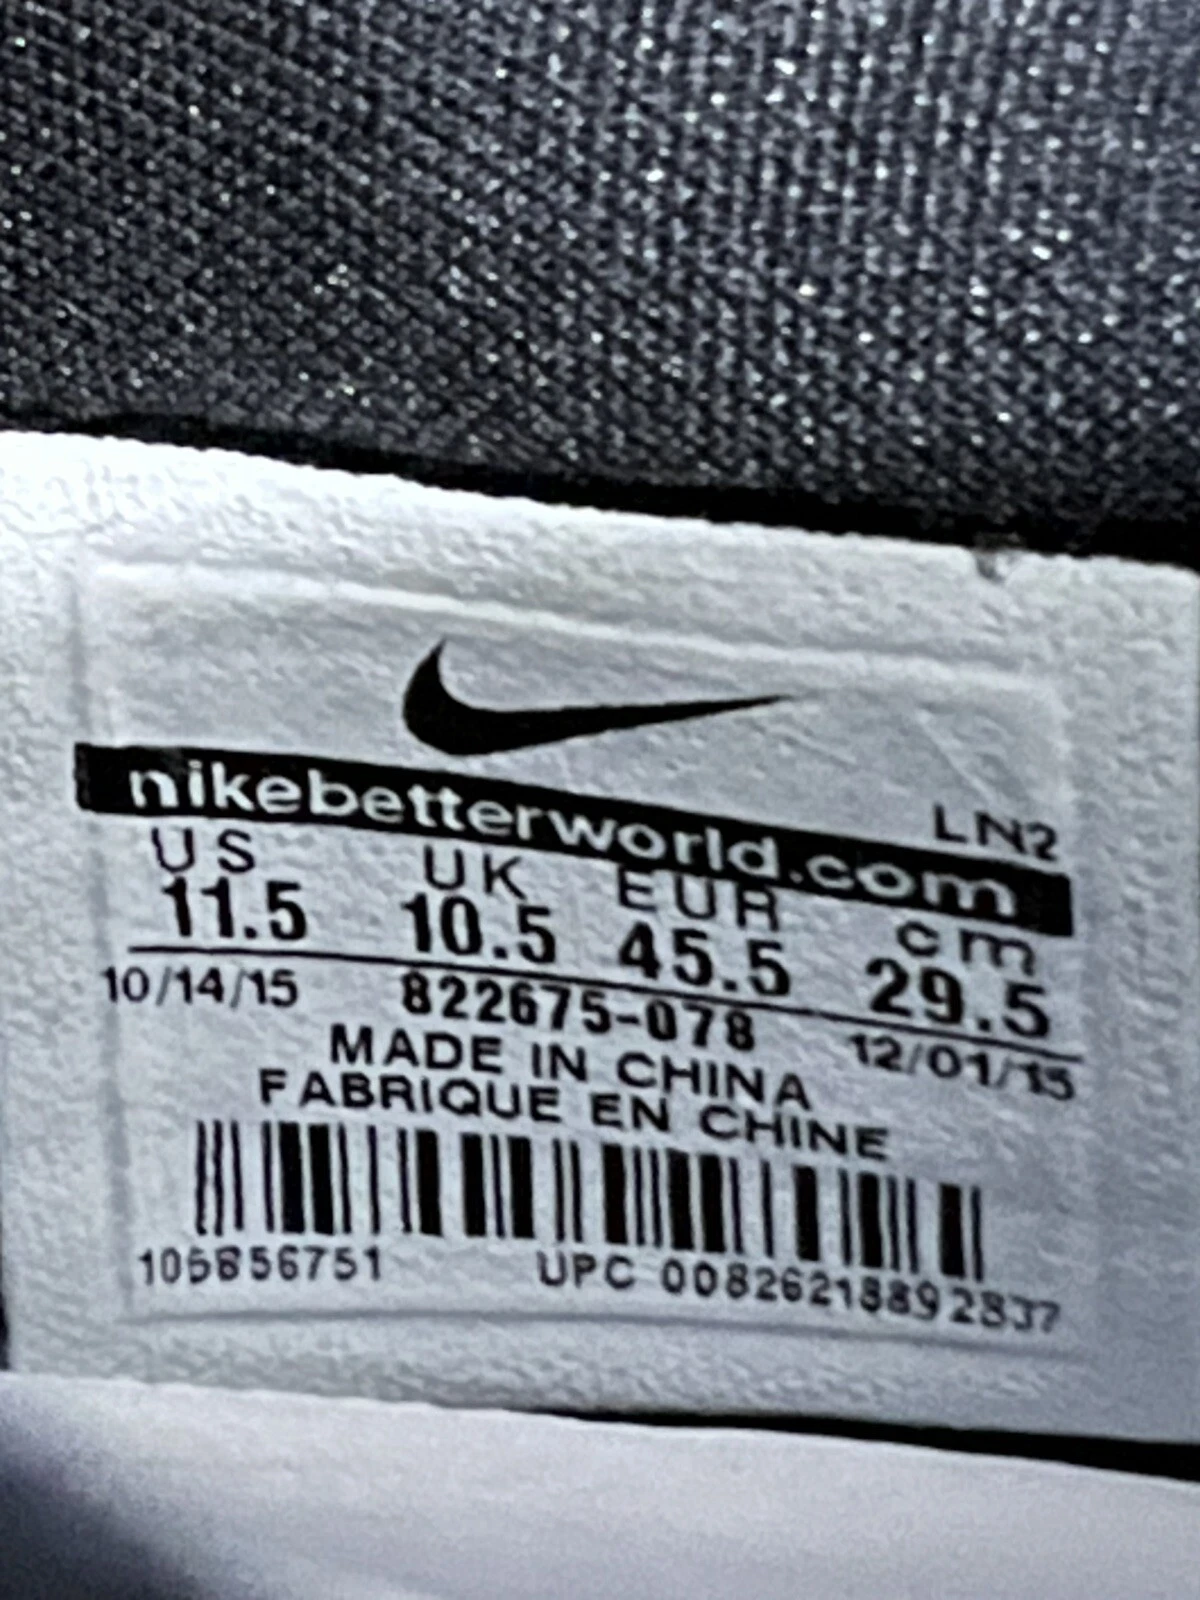 nikebetterworld.com
LN2
US UK EUR cm
11.5 10.5 45.5 29.5
10/14/15 822675-078 12/01/15
MADE IN CHINA
FABRIQUE EN CHINE
UPC 00826218892837